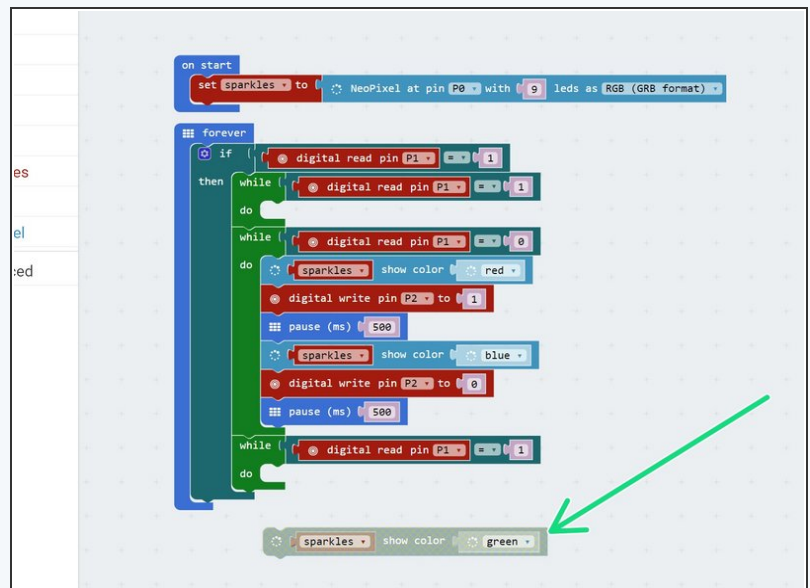 on start
set sparkles to NeoPixel at pin P0 with 9 leds as RGB (GRB format)
forever
if digital read pin P1 = 1
es
then while digital read pin P1 = 1
do
el
while digital read pin P1 = 0
do sparkles show color red
ced
digital write pin P2 to 1
pause (ms) 500
sparkles show color blue
digital write pin P2 to 0
pause (ms) 500
while digital read pin P1 = 1
do
sparkles show color green